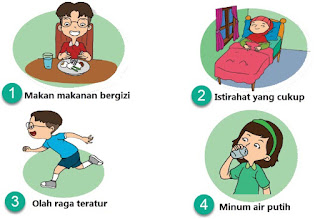 1 Makan makanan bergizi
2 Istirahat yang cukup
3 Olah raga teratur
4 Minum air putih